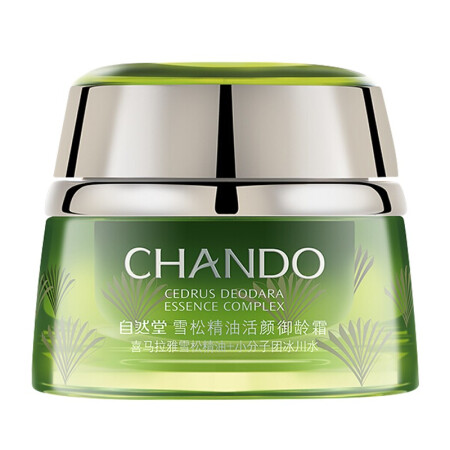 CHANDO
CEDRUS DEODARA
ESSENCE COMPLEX
自然堂 雪松精油活颜御龄霜
喜马拉雅雪松精油+小分子团冰川水